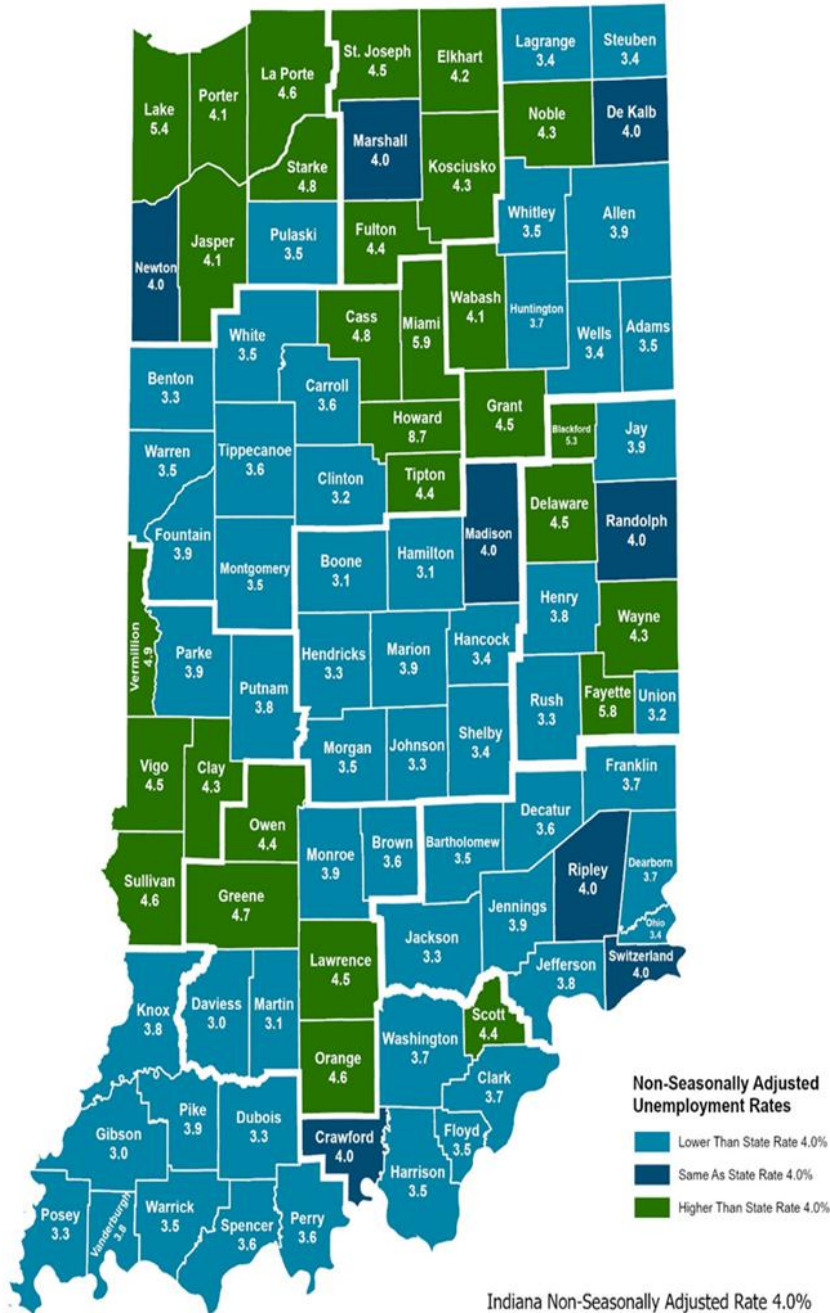 Lagrange
3.4
Steuben
3.4
St. Joseph
4.5
Elkhart
4.2
La Porte
4.6
Porter
4.1
Lake
5.4
Noble
4.3
De Kalb
4.0
Marshall
4.0
Kosciusko
4.3
Starke
4.8
Whitley
3.5
Allen
3.9
Newton
4.0
Jasper
4.1
Pulaski
3.5
Fulton
4.4
Wabash
4.1
Huntington
3.7
Wells
3.4
Adams
3.5
White
3.5
Cass
4.8
Miami
5.9
Benton
3.3
Carroll
3.6
Grant
4.5
Howard
8.7
Blackford
5.3
Jay
3.9
Warren
3.5
Tippecanoe
3.6
Clinton
3.2
Tipton
4.4
Delaware
4.5
Randolph
4.0
Fountain
3.9
Montgomery
3.5
Boone
3.1
Hamilton
3.1
Madison
4.0
Henry
3.8
Wayne
4.3
Vermillion
4.9
Parke
3.9
Putnam
3.8
Hendricks
3.3
Marion
3.9
Hancock
3.4
Rush
3.3
Fayette
5.8
Union
3.2
Morgan
3.5
Johnson
3.3
Shelby
3.4
Franklin
3.7
Vigo
4.5
Clay
4.3
Owen
4.4
Decatur
3.6
Monroe
3.9
Brown
3.6
Bartholomew
3.5
Ripley
4.0
Dearborn
3.7
Sullivan
4.6
Greene
4.7
Jennings
3.9
Ohio
3.4
Jackson
3.3
Lawrence
4.5
Jefferson
3.8
Switzerland
4.0
Knox
3.8
Daviess
3.0
Martin
3.1
Scott
4.4
Washington
3.7
Orange
4.6
Clark
3.7
Pike
3.9
Dubois
3.3
Gibson
3.0
Crawford
4.0
Floyd
3.5
Harrison
3.5
Posey
3.3
Vanderburgh
3.8
Warrick
3.5
Spencer
3.6
Perry
3.6
Non-Seasonally Adjusted
Unemployment Rates
Lower Than State Rate 4.0%
Same As State Rate 4.0%
Higher Than State Rate 4.0%
Indiana Non-Seasonally Adjusted Rate 4.0%